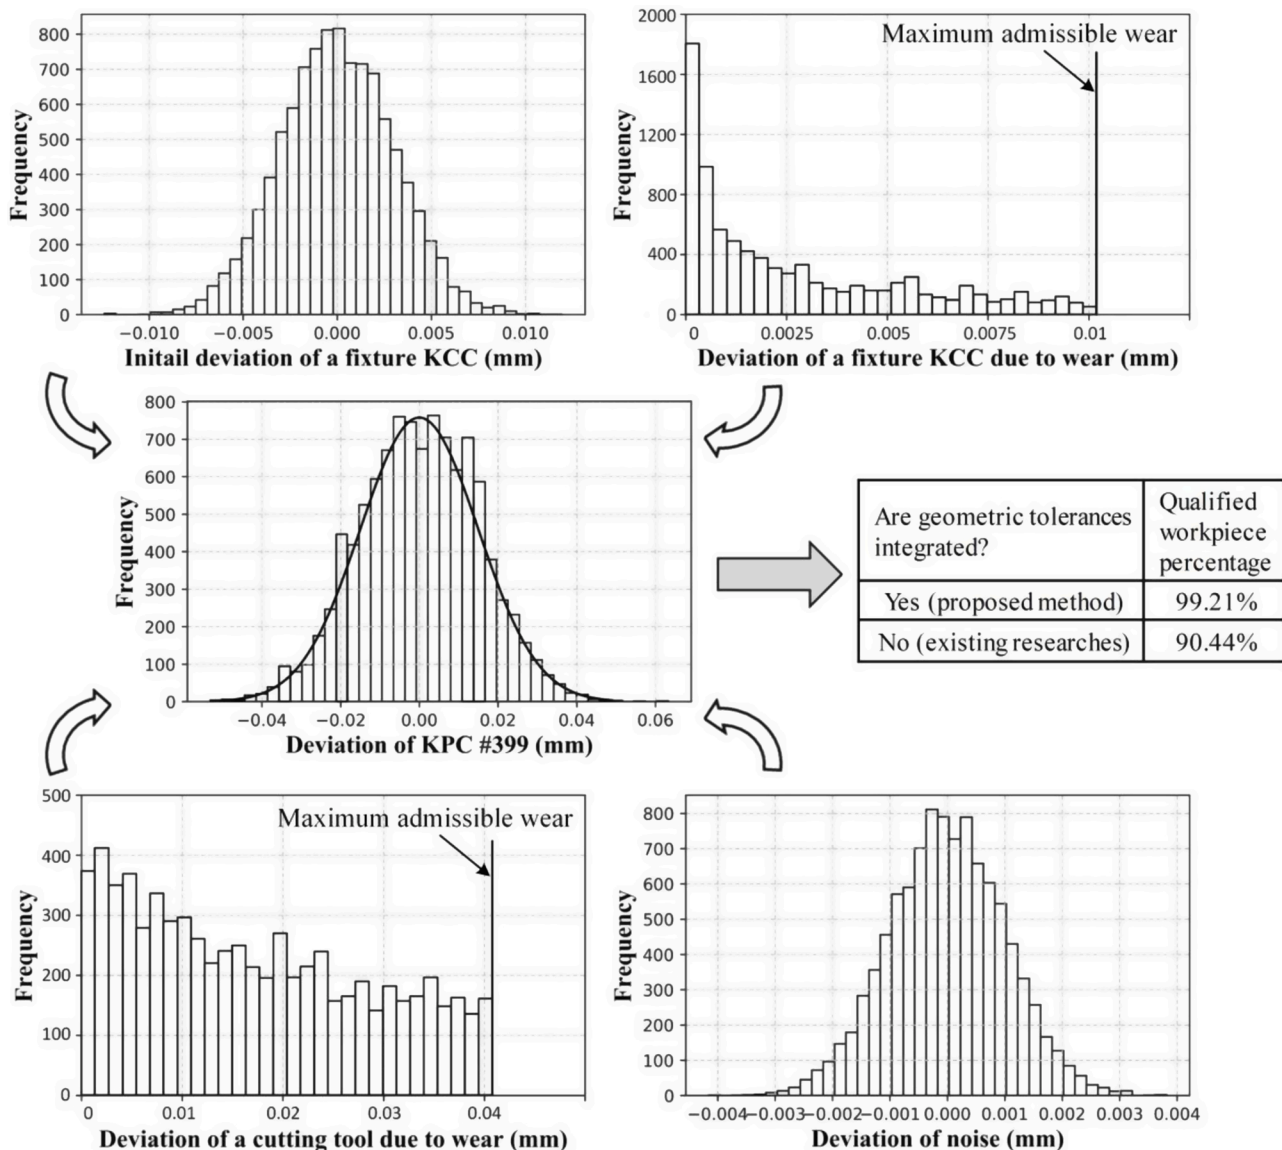 800
700
600
500
400
300
200
100
0
Frequency
−0.010 −0.005 0.000 0.005 0.010
Initail deviation of a fixture KCC (mm)
2000
1600
1200
800
400
0
Frequency
Maximum admissible wear
0 0.0025 0.005 0.0075 0.01
Deviation of a fixture KCC due to wear (mm)
800
700
600
500
400
300
200
100
0
Frequency
−0.04 −0.02 0.00 0.02 0.04 0.06
Deviation of KPC #399 (mm)
Are geometric tolerances
integrated?
Qualified
workpiece
percentage
Yes (proposed method) 99.21%
No (existing researches) 90.44%
500
400
300
200
100
0
Frequency
Maximum admissible wear
0 0.01 0.02 0.03 0.04
Deviation of a cutting tool due to wear (mm)
800
700
600
500
400
300
200
100
0
Frequency
−0.004 −0.003 −0.002 −0.001 0.000 0.001 0.002 0.003 0.004
Deviation of noise (mm)